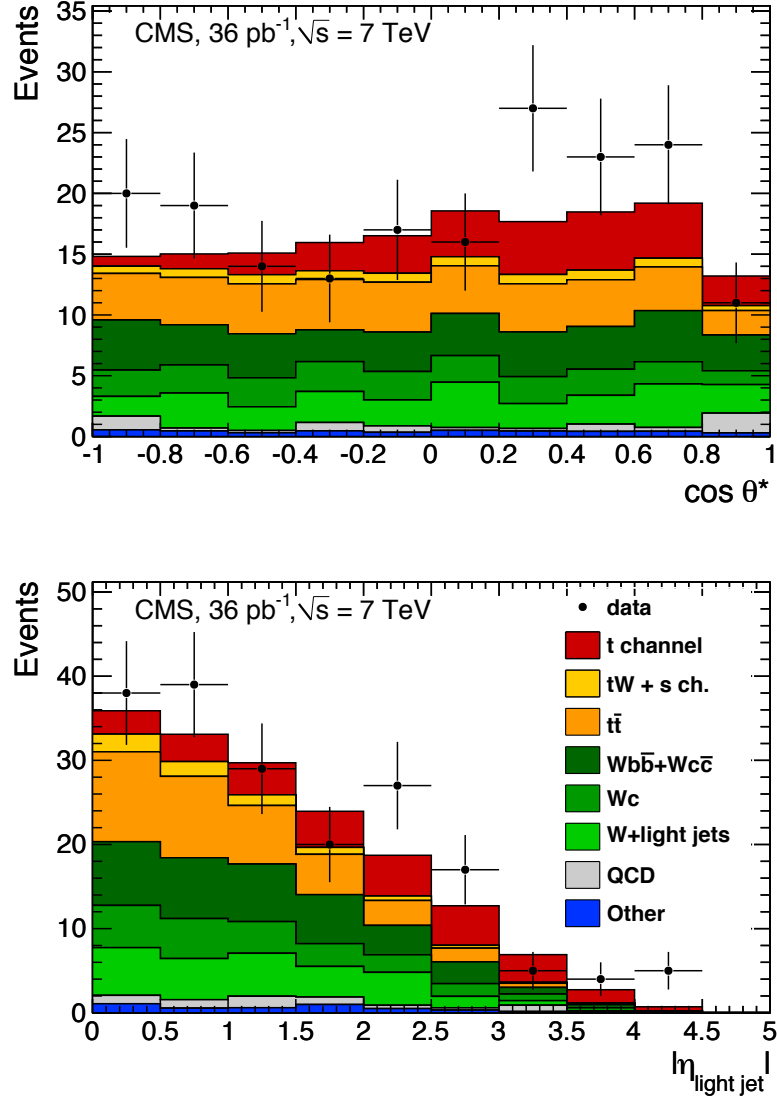 Events
CMS, 36 pb⁻¹,√s = 7 TeV
35
30
25
20
15
10
5
0
-1 -0.8 -0.6 -0.4 -0.2 0 0.2 0.4 0.6 0.8 1
cos θ*
Events
CMS, 36 pb⁻¹,√s = 7 TeV
50
40
30
20
10
0
data
t channel
tW + s ch.
tt̄
Wbb̄+Wcc̄
Wc
W+light jets
QCD
Other
0 0.5 1 1.5 2 2.5 3 3.5 4 4.5 5
|η light jet|